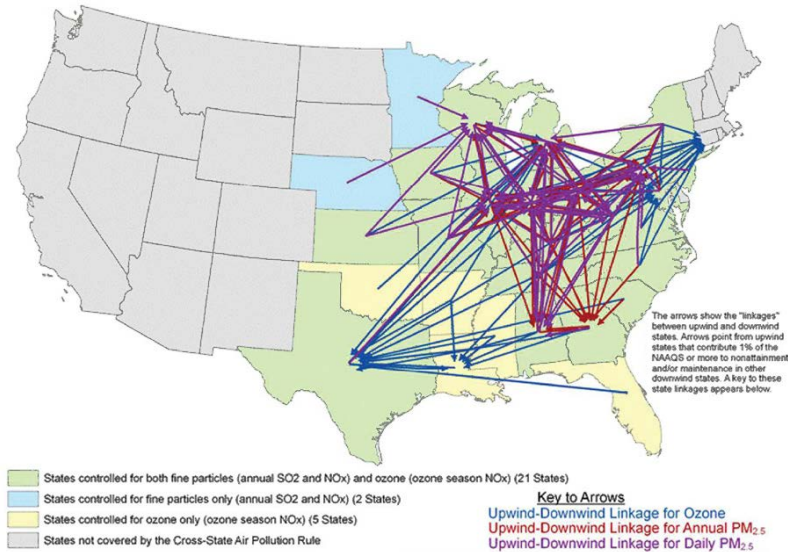 The arrows show the "linkages"
between upwind and downwind
states. Arrows point from upwind
states that contribute 1% of the
NAAQS or more to nonattainment
and/or maintenance in other
downwind states. A key to these
state linkages appears below.
States controlled for both fine particles (annual SO2 and NOx) and ozone (ozone season NOx) (21 States)
States controlled for fine particles only (annual SO2 and NOx) (2 States)
States controlled for ozone only (ozone season NOx) (5 States)
States not covered by the Cross-State Air Pollution Rule
Key to Arrows
Upwind-Downwind Linkage for Ozone
Upwind-Downwind Linkage for Annual PM2.5
Upwind-Downwind Linkage for Daily PM2.5